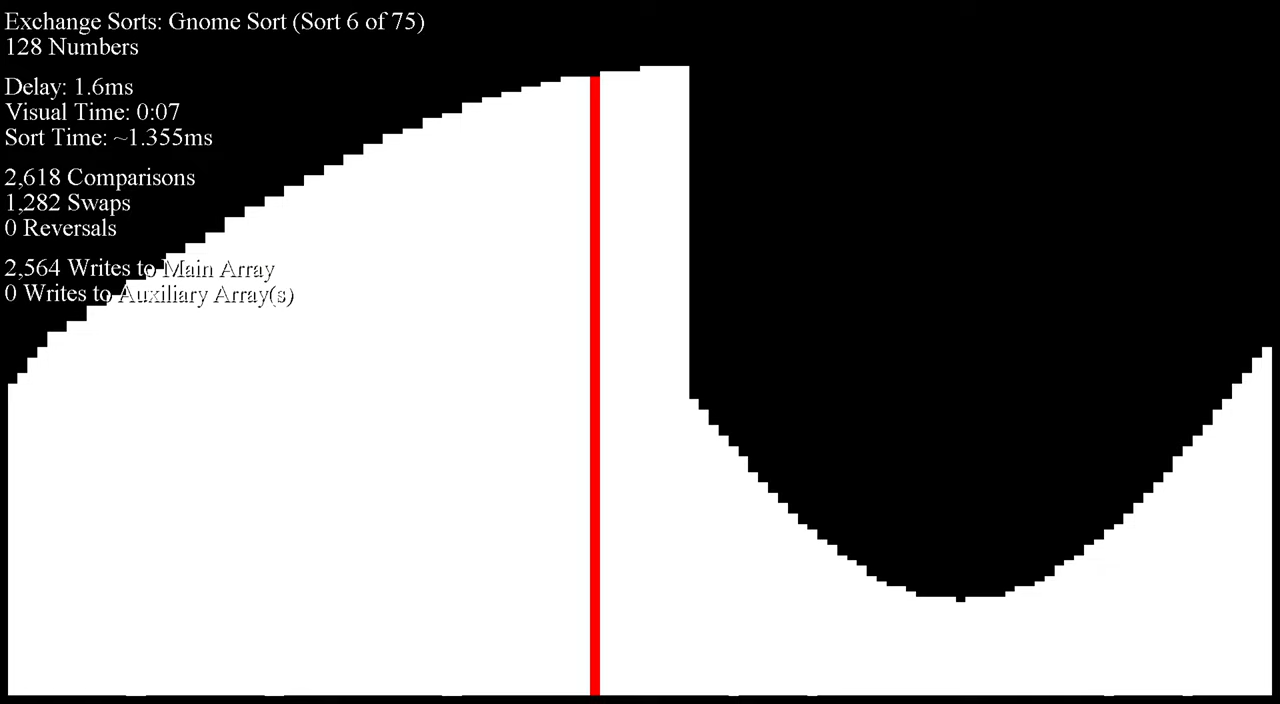 Exchange Sorts: Gnome Sort (Sort 6 of 75)
128 Numbers
Delay: 1.6ms
Visual Time: 0:07
Sort Time: ~1.355ms
2,618 Comparisons
1,282 Swaps
0 Reversals
2,564 Writes to Main Array
0 Writes to Auxiliary Array(s)